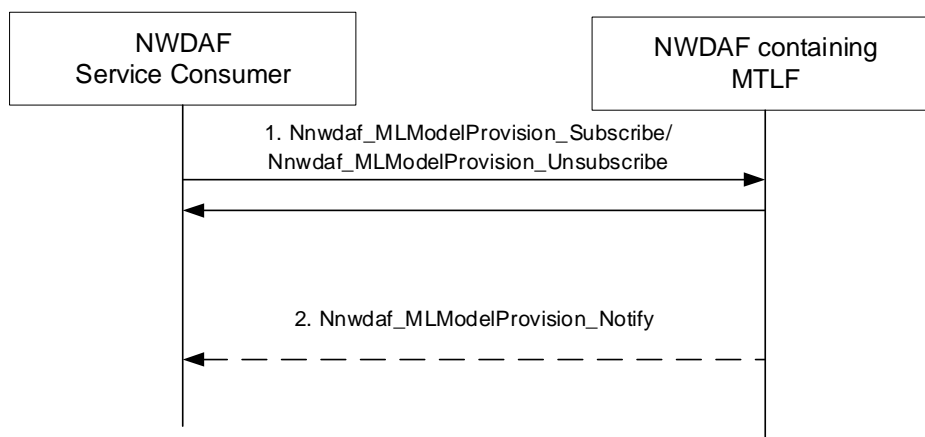 NWDAF
Service Consumer
NWDAF containing
MTLF
1. Nnwdaf_MLModelProvision_Subscribe/
Nnwdaf_MLModelProvision_Unsubscribe
2. Nnwdaf_MLModelProvision_Notify